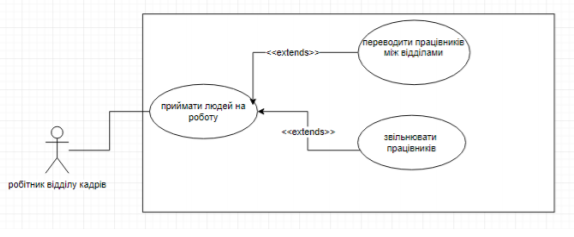 переводити працівників
між відділами
<<extends>>
приймати людей на
роботу
<<extends>>
звільнювати
працівників
робітник відділу кадрів